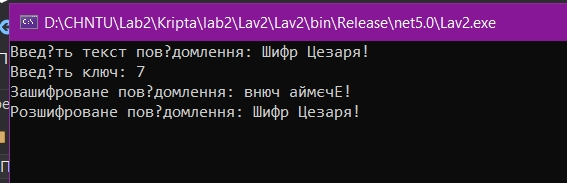 D:\CHNTU\Lab2\Kripta\lab2\Lav2\Lav2\bin\Release\net5.0\Lav2.exe
Введ?ть текст пов?домлення: Шифр Цезаря!
Введ?ть ключ: 7
Зашифроване пов?домлення: внюч аймєчЕ!
Розшифроване пов?домлення: Шифр Цезаря!